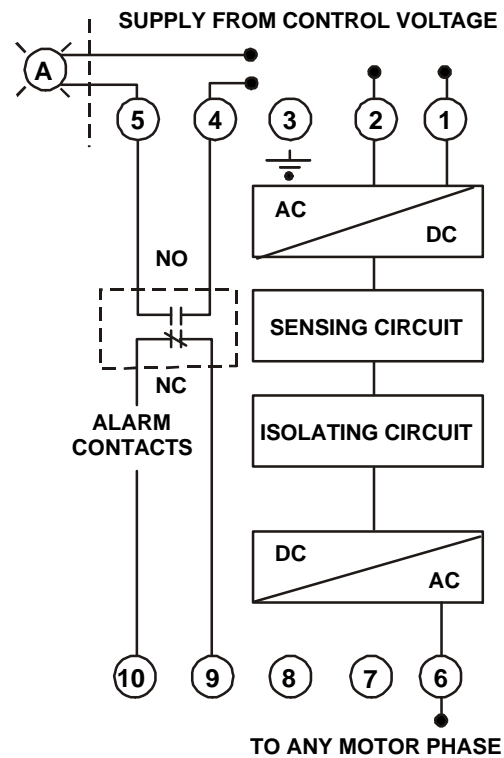 SUPPLY FROM CONTROL VOLTAGE
A
5 4 3 2 1
AC
DC
NO
SENSING CIRCUIT
NC
ALARM
CONTACTS
ISOLATING CIRCUIT
DC
AC
10 9 8 7 6
TO ANY MOTOR PHASE